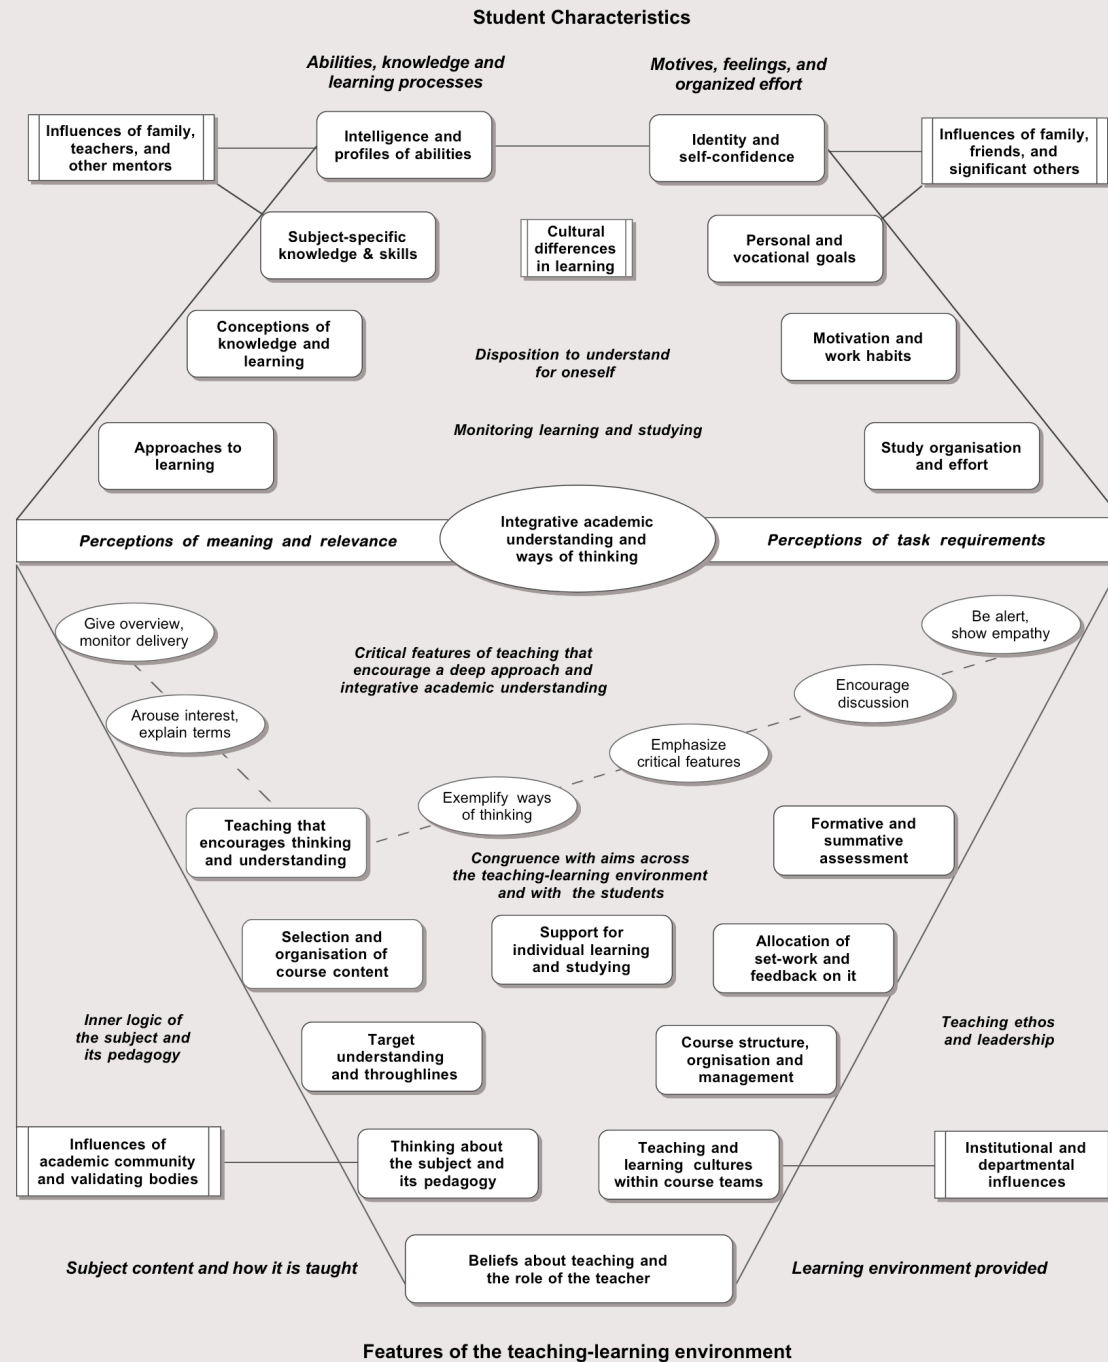 Student Characteristics
Abilities, knowledge and
learning processes
Motives, feelings, and
organized effort
Influences of family,
teachers, and
other mentors
Intelligence and
profiles of abilities
Identity and
self-confidence
Influences of family,
friends, and
significant others
Subject-specific
knowledge & skills
Cultural
differences
in learning
Personal and
vocational goals
Conceptions of
knowledge and
learning
Disposition to understand
for oneself
Motivation and
work habits
Approaches to
learning
Monitoring learning and studying
Study organisation
and effort
Perceptions of meaning and relevance
Integrative academic
understanding and
ways of thinking
Perceptions of task requirements
Give overview,
monitor delivery
Be alert,
show empathy
Critical features of teaching that
encourage a deep approach and
integrative academic understanding
Encourage
discussion
Arouse interest,
explain terms
Emphasize
critical features
Exemplify ways
of thinking
Teaching that
encourages thinking
and understanding
Formative and
summative
assessment
Congruence with aims across
the teaching-learning environment
and with the students
Selection and
organisation of
course content
Support for
individual learning
and studying
Allocation of
set-work and
feedback on it
Inner logic of
the subject and
its pedagogy
Target
understanding
and throughlines
Course structure,
orgnisation and
management
Teaching ethos
and leadership
Influences of
academic community
and validating bodies
Thinking about
the subject and
its pedagogy
Teaching and
learning cultures
within course teams
Institutional and
departmental
influences
Subject content and how it is taught
Beliefs about teaching and
the role of the teacher
Learning environment provided
Features of the teaching-learning environment